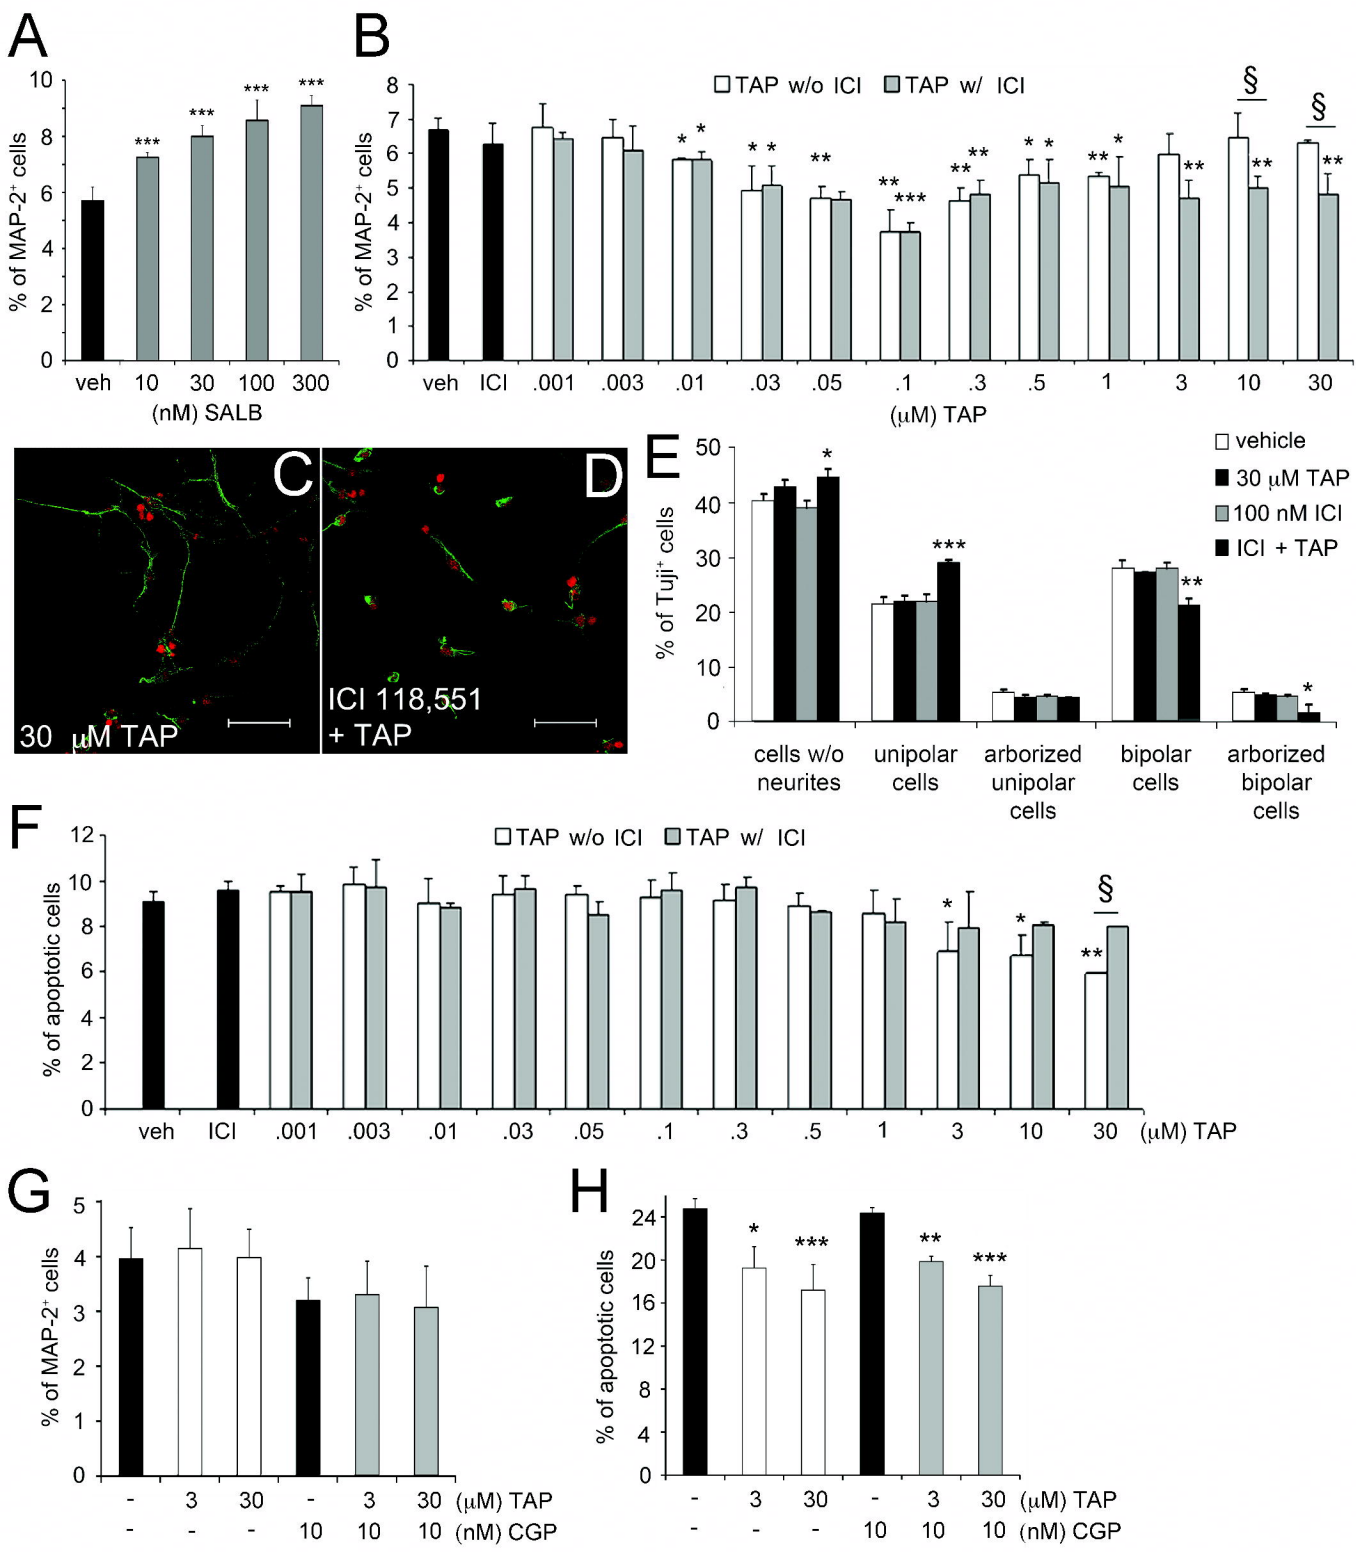 A
10
8
6
4
2
0
% of MAP-2⁺ cells
*** *** *** ***
veh 10 30 100 300
(nM) SALB
B
TAP w/o ICI TAP w/ ICI
8
7
6
5
4
3
2
1
0
% of MAP-2⁺ cells
* * * * ** ** *** ** ** * * ** * ** § ** § **
veh ICI .001 .003 .01 .03 .05 .1 .3 .5 1 3 10 30
(μM) TAP
C
30 μM TAP
D
ICI 118,551
+ TAP
E
vehicle
30 μM TAP
100 nM ICI
ICI + TAP
50
40
30
20
10
0
% of Tuji⁺ cells
* *** ** *
cells w/o neurites
unipolar cells
arborized unipolar cells
bipolar cells
arborized bipolar cells
F
TAP w/o ICI TAP w/ ICI
12
10
8
6
4
2
0
% of apoptotic cells
* * ** §
veh ICI .001 .003 .01 .03 .05 .1 .3 .5 1 3 10 30 (μM) TAP
G
5
4
3
2
1
0
% of MAP-2⁺ cells
- 3 30 - 3 30 (μM) TAP
- - - 10 10 10 (nM) CGP
H
24
20
16
12
8
4
0
% of apoptotic cells
* *** ** ***
- 3 30 - 3 30 (μM) TAP
- - - 10 10 10 (nM) CGP